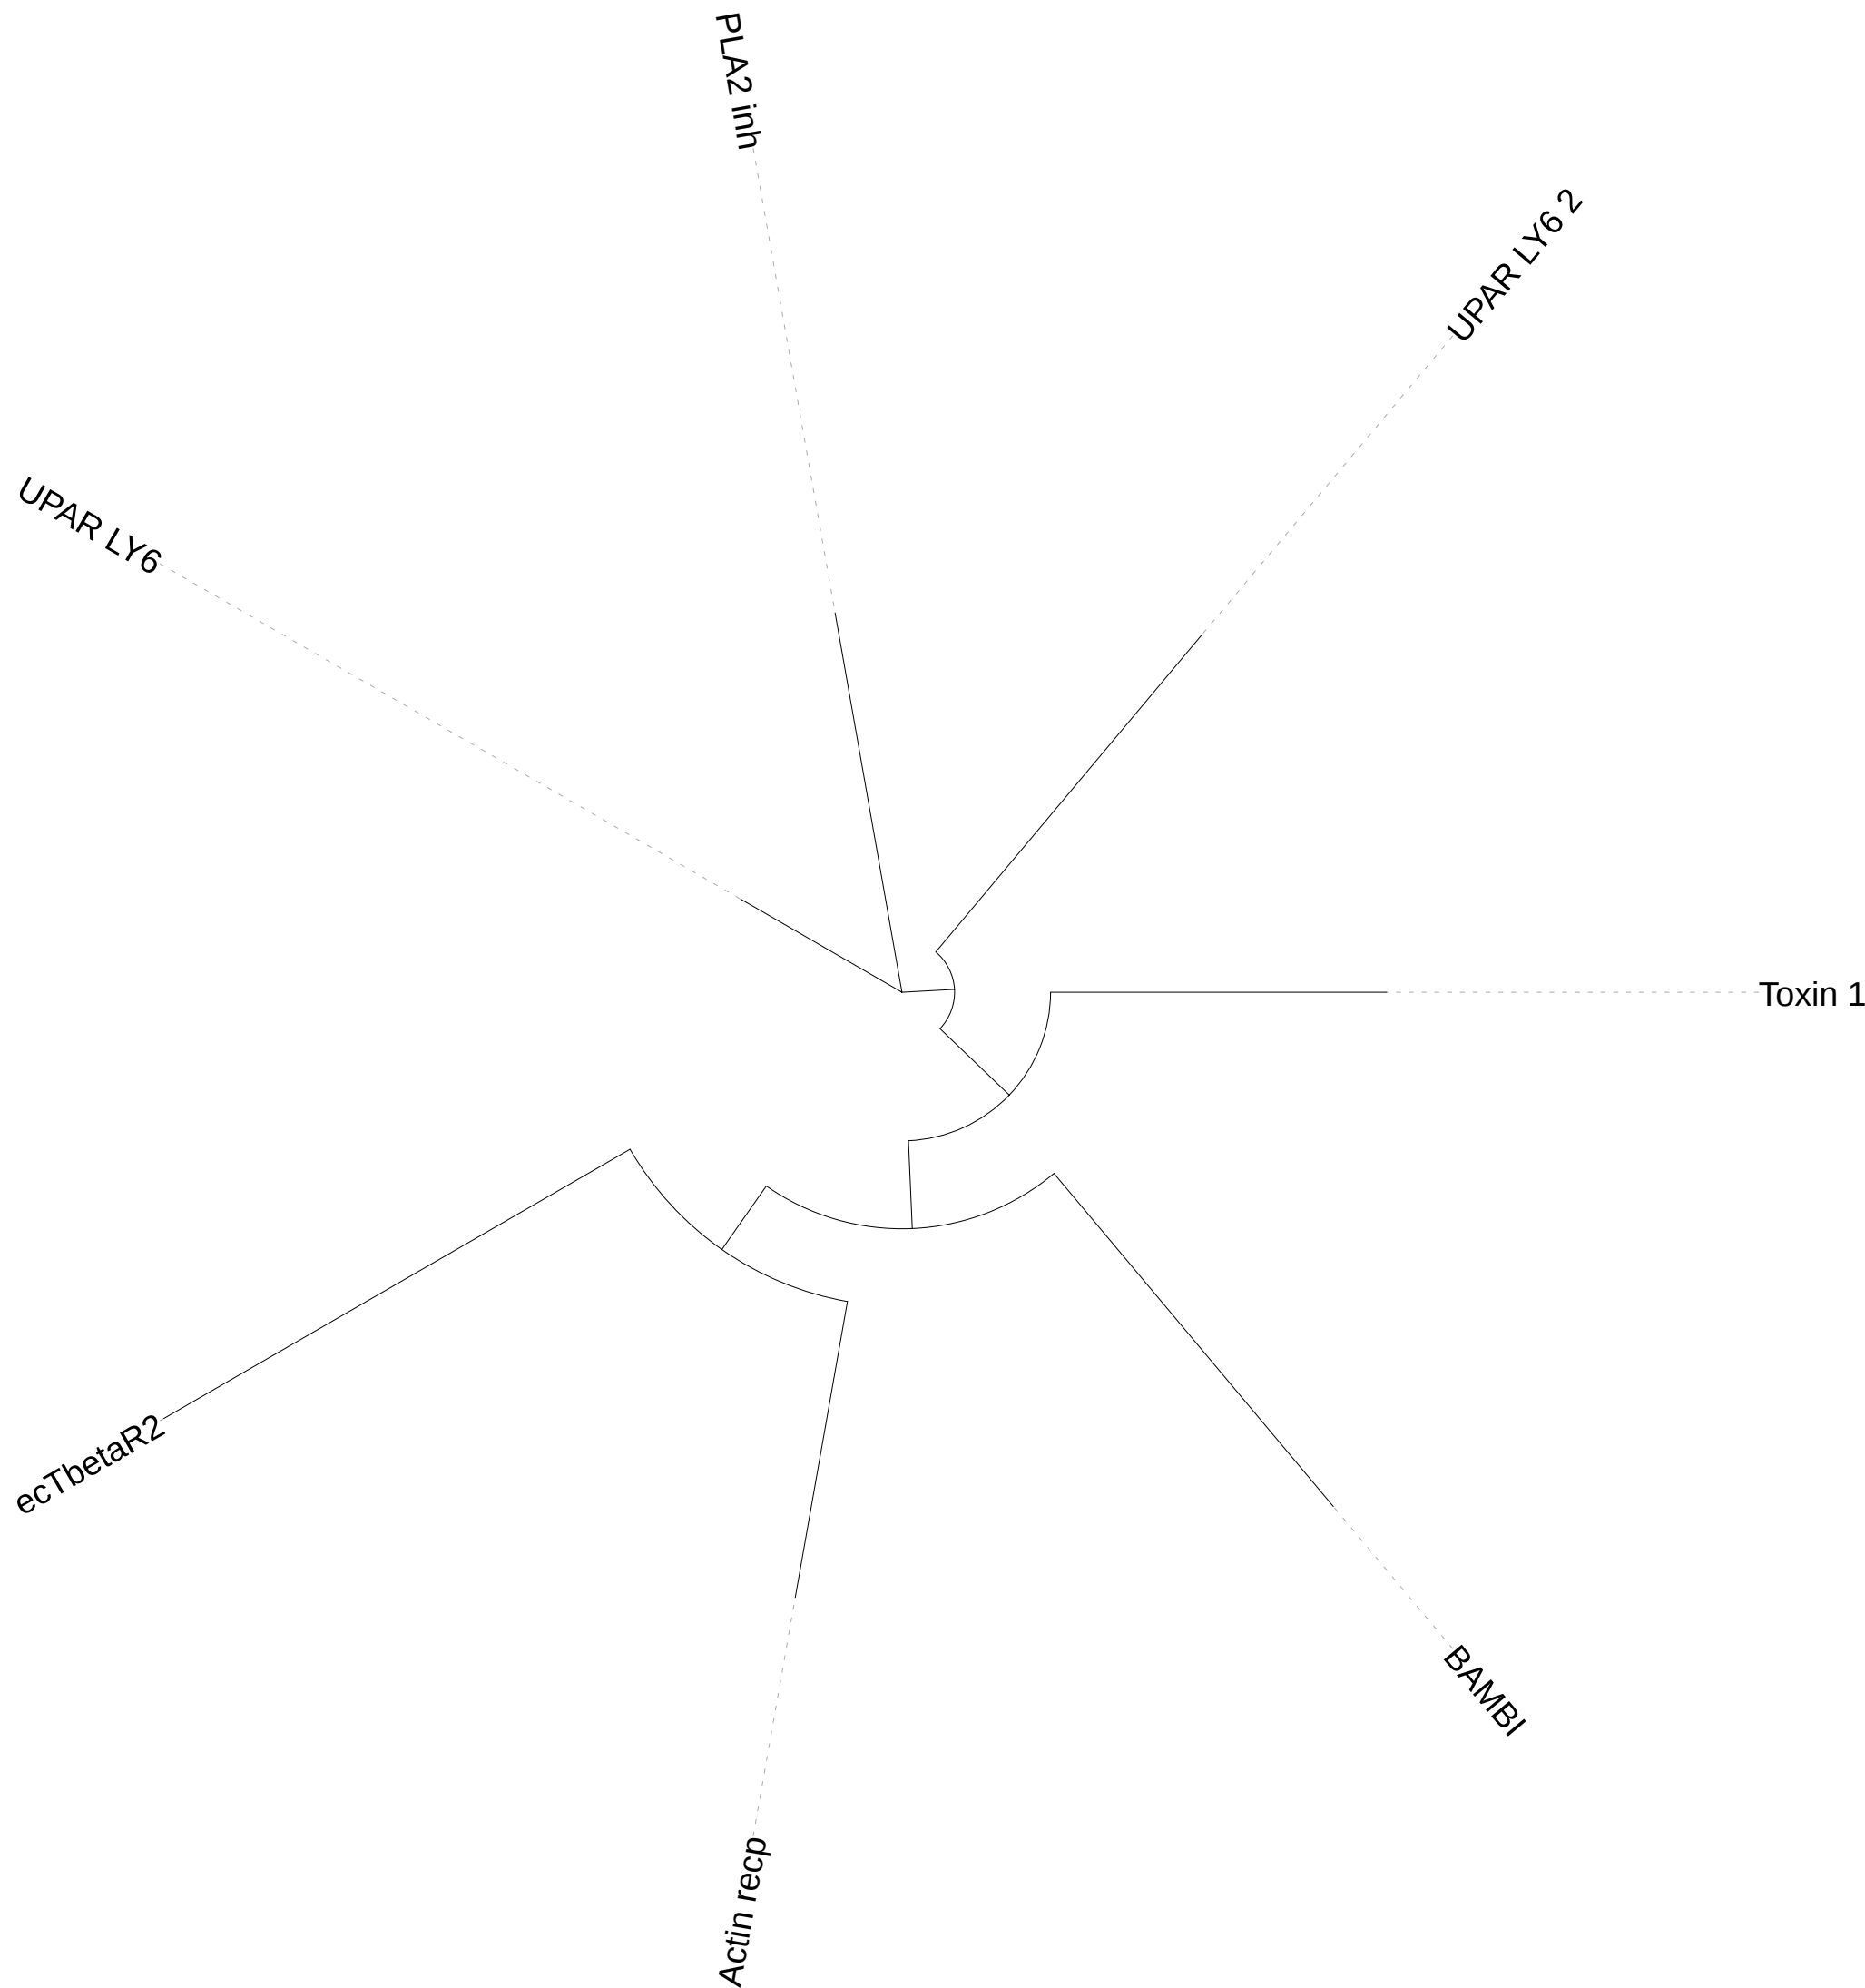 PLA2 inh
UPAR LY6 2
UPAR LY6
Toxin 1
ecTbetaR2
BAMBI
Actin recp